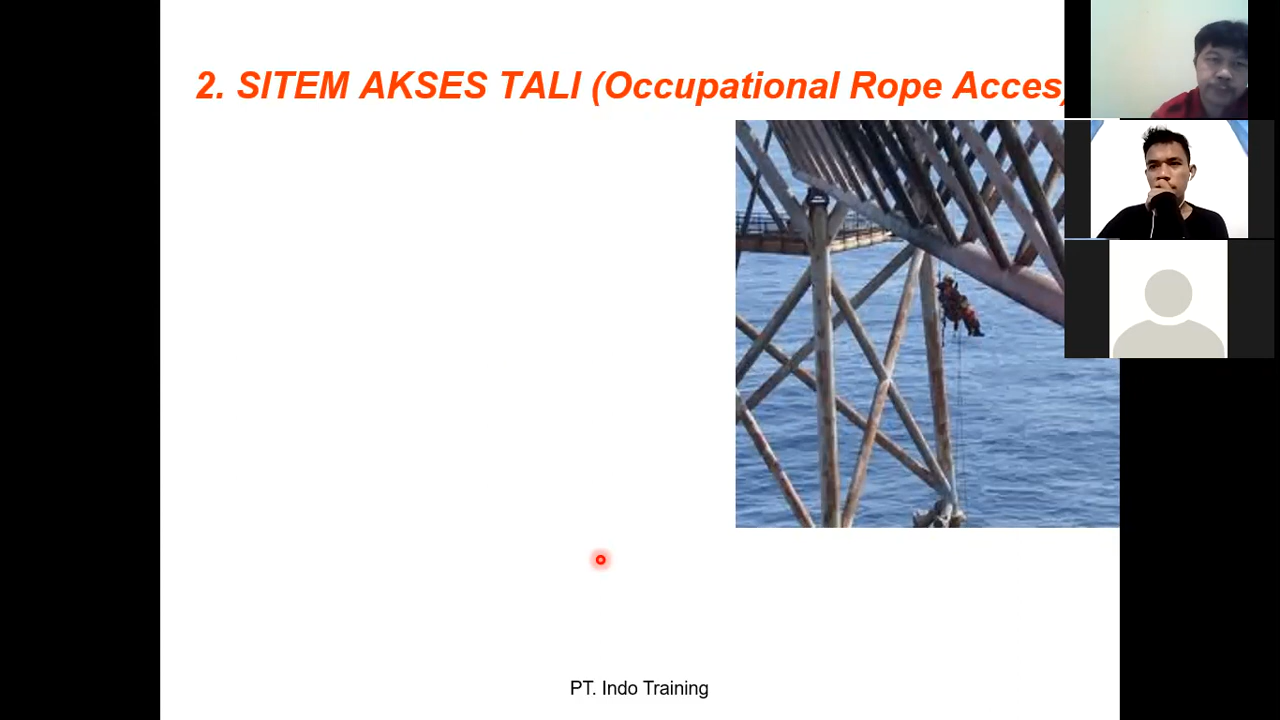 2. SITEM AKSES TALI (Occupational Rope Acces)
PT. Indo Training